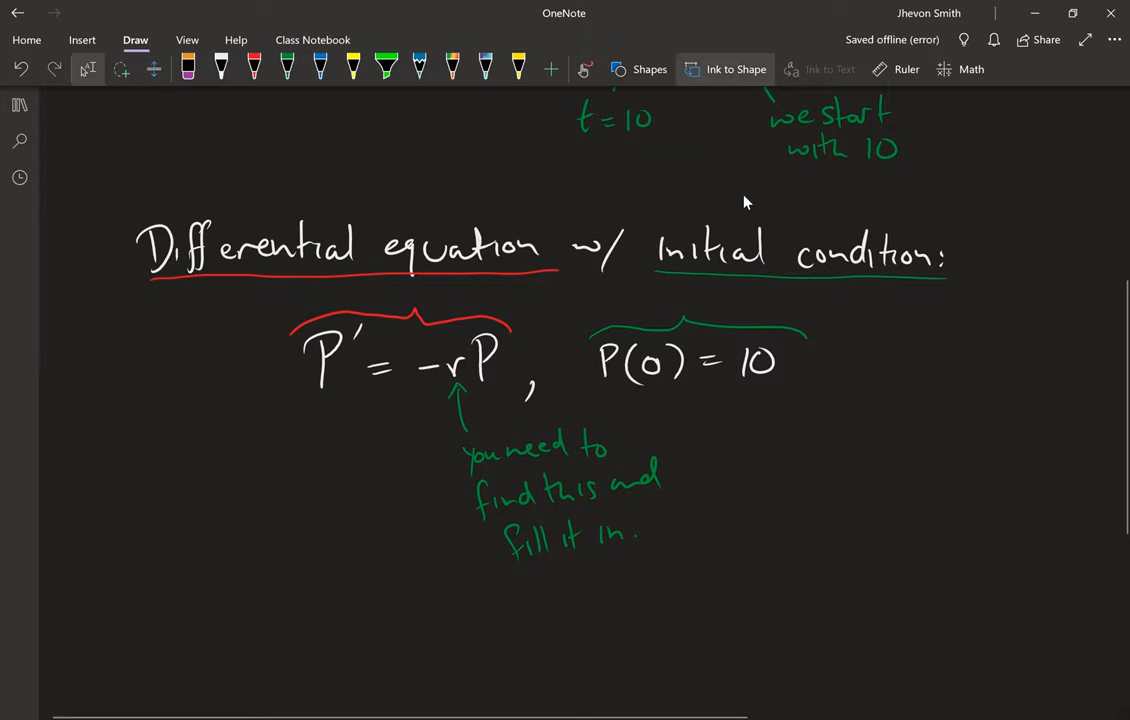 OneNote
Jhevon Smith
Home Insert Draw View Help Class Notebook
Saved offline (error) Share
Shapes Ink to Shape Ink to Text Ruler Math
t = 10
we start
with 10
Differential equation w/ initial condition:
P' = -rP , P(0) = 10
you need to
find this and
fill it in.